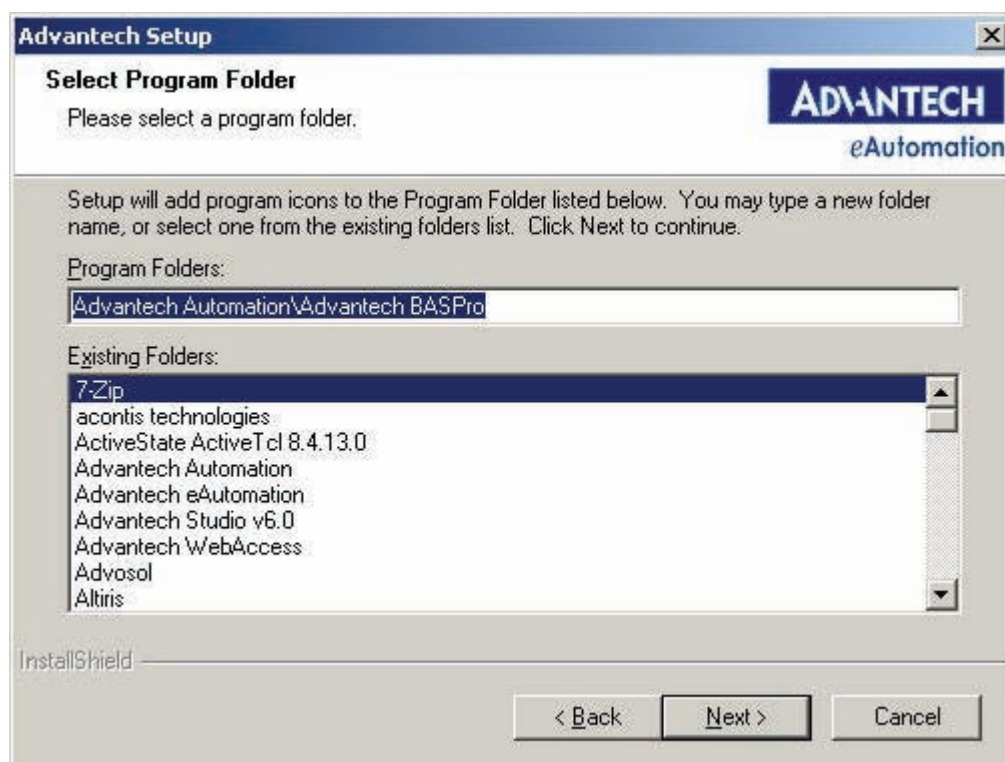 Advantech Setup
Select Program Folder
Please select a program folder.
ADVANTECH
eAutomation
Setup will add program icons to the Program Folder listed below.  You may type a new folder
name, or select one from the existing folders list.  Click Next to continue.
Program Folders:
Advantech Automation\Advantech BASPro
Existing Folders:
7-Zip
acontis technologies
ActiveState ActiveTcl 8.4.13.0
Advantech Automation
Advantech eAutomation
Advantech Studio v6.0
Advantech WebAccess
Advosol
Altiris
InstallShield
< Back
Next >
Cancel